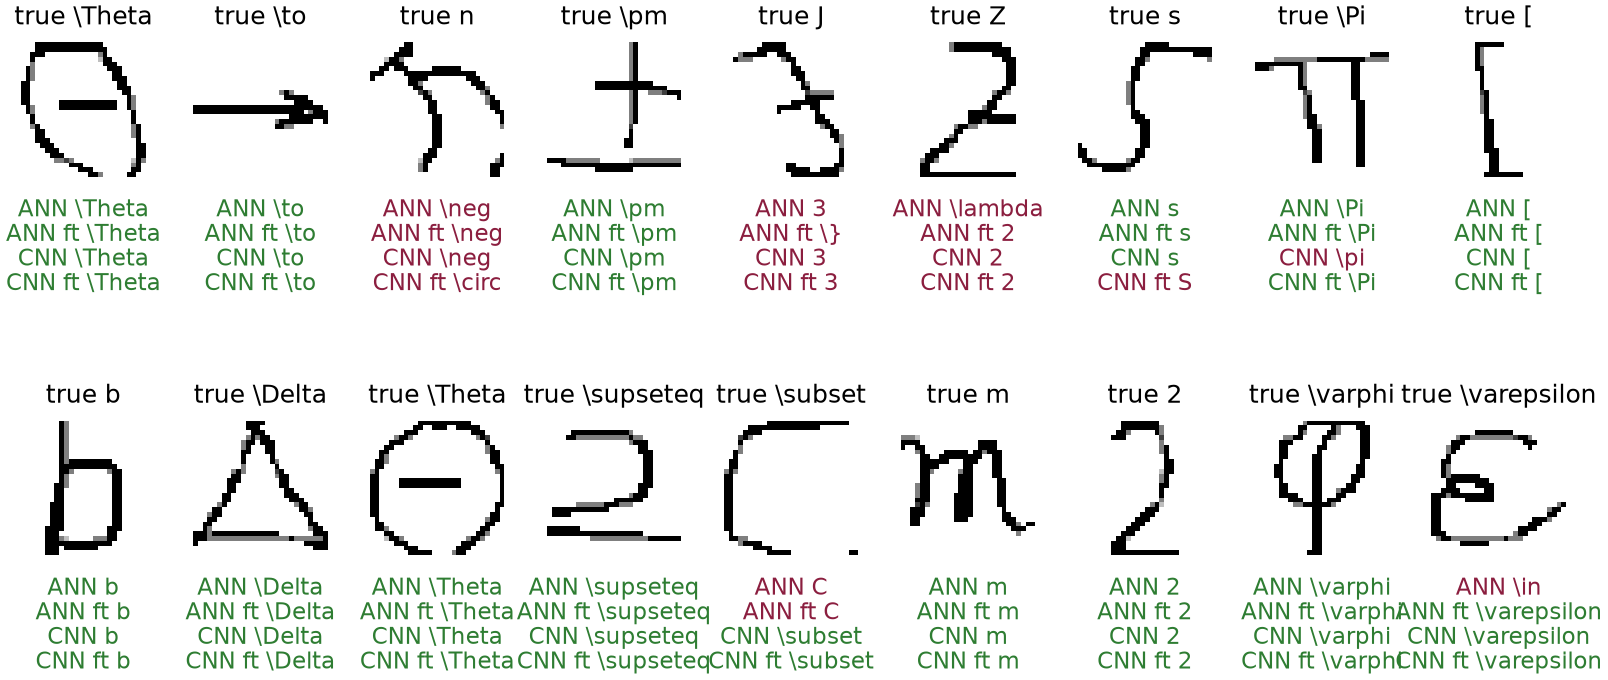 true \Theta true \to true n true \pm true J true Z true s true \Pi true [
Θ → n ± J Z s Π [
ANN \Theta ANN \to ANN \neg ANN \pm ANN 3 ANN \lambda ANN s ANN \Pi ANN [
ANN ft \Theta ANN ft \to ANN ft \neg ANN ft \pm ANN ft \} ANN ft 2 ANN ft s ANN ft \Pi ANN ft [
CNN \Theta CNN \to CNN \neg CNN \pm CNN 3 CNN 2 CNN s CNN \pi CNN [
CNN ft \Theta CNN ft \to CNN ft \circ CNN ft \pm CNN ft 3 CNN ft 2 CNN ft S CNN ft \Pi CNN ft [
true b true \Delta true \Theta true \supseteq true \subset true m true 2 true \varphi true \varepsilon
b Δ Θ ⊇ ⊂ m 2 φ ε
ANN b ANN \Delta ANN \Theta ANN \supseteq ANN C ANN m ANN 2 ANN \varphi ANN \in
ANN ft b ANN ft \Delta ANN ft \Theta ANN ft \supseteq ANN ft C ANN ft m ANN ft 2 ANN ft \varphi ANN ft \varepsilon
CNN b CNN \Delta CNN \Theta CNN \supseteq CNN \subset CNN m CNN 2 CNN \varphi CNN \varepsilon
CNN ft b CNN ft \Delta CNN ft \Theta CNN ft \supseteq CNN ft \subset CNN ft m CNN ft 2 CNN ft \varphi CNN ft \varepsilon